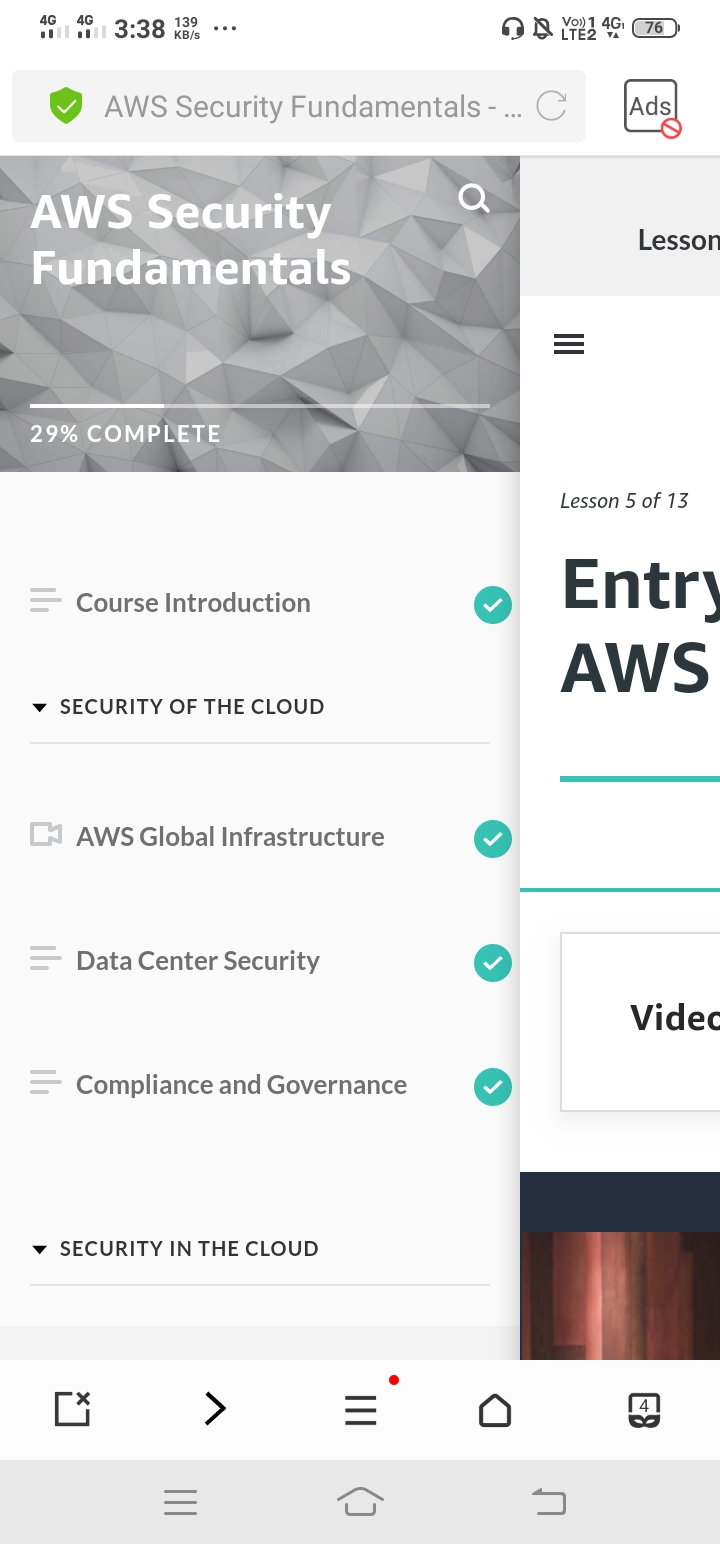 4G 4G 3:38 139 KB/s ... Vo))1 LTE2 4G 76
AWS Security Fundamentals - ...
Ads
AWS Security
Fundamentals
29% COMPLETE
Course Introduction
SECURITY OF THE CLOUD
AWS Global Infrastructure
Data Center Security
Compliance and Governance
SECURITY IN THE CLOUD
Lesson
Lesson 5 of 13
Entry
AWS
Video
4